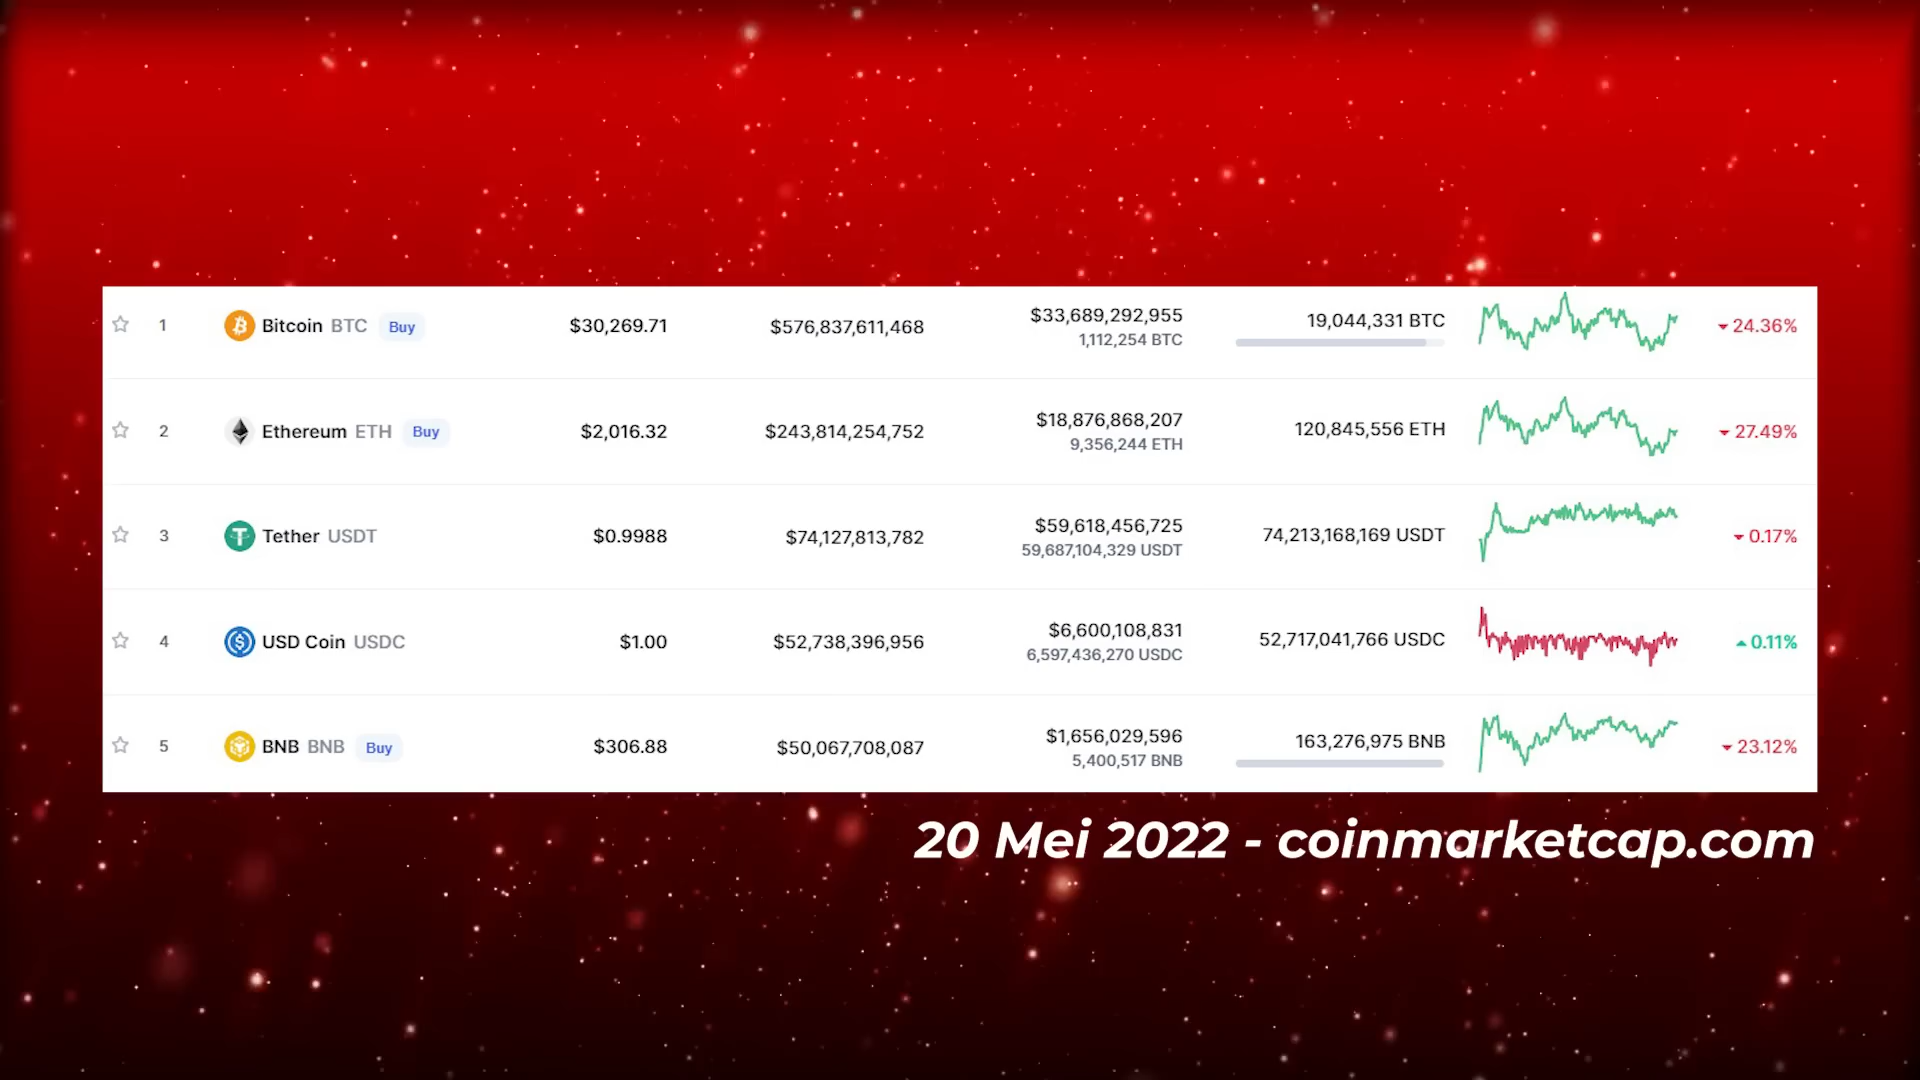 1 Bitcoin BTC Buy $30,269.71 $576,837,611,468 $33,689,292,955 19,044,331 BTC 24.36%
1,112,254 BTC
2 Ethereum ETH Buy $2,016.32 $243,814,254,752 $18,876,868,207 120,845,556 ETH 27.49%
9,356,244 ETH
3 Tether USDT $0.9988 $74,127,813,782 $59,618,456,725 74,213,168,169 USDT 0.17%
59,687,104,329 USDT
4 USD Coin USDC $1.00 $52,738,396,956 $6,600,108,831 52,717,041,766 USDC 0.11%
6,597,436,270 USDC
5 BNB BNB Buy $306.88 $50,067,708,087 $1,656,029,596 163,276,975 BNB 23.12%
5,400,517 BNB
20 Mei 2022 - coinmarketcap.com